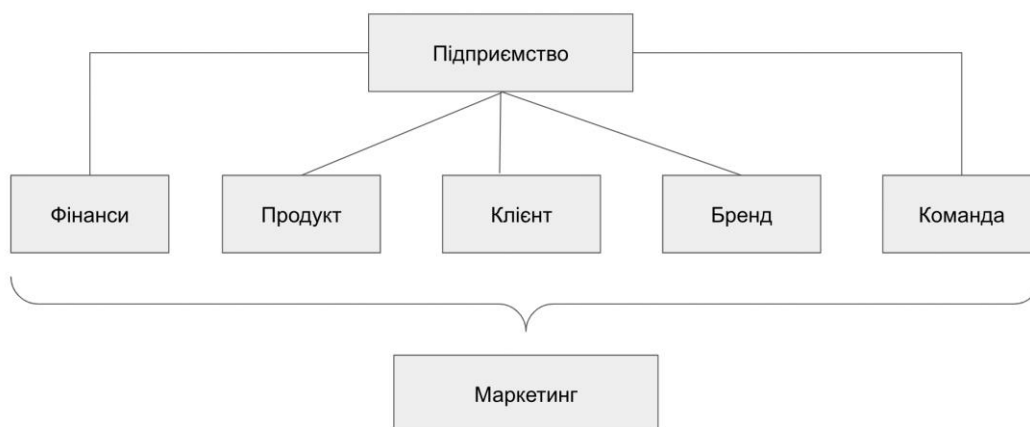 Підприємство
Фінанси
Продукт
Клієнт
Бренд
Команда
Маркетинг